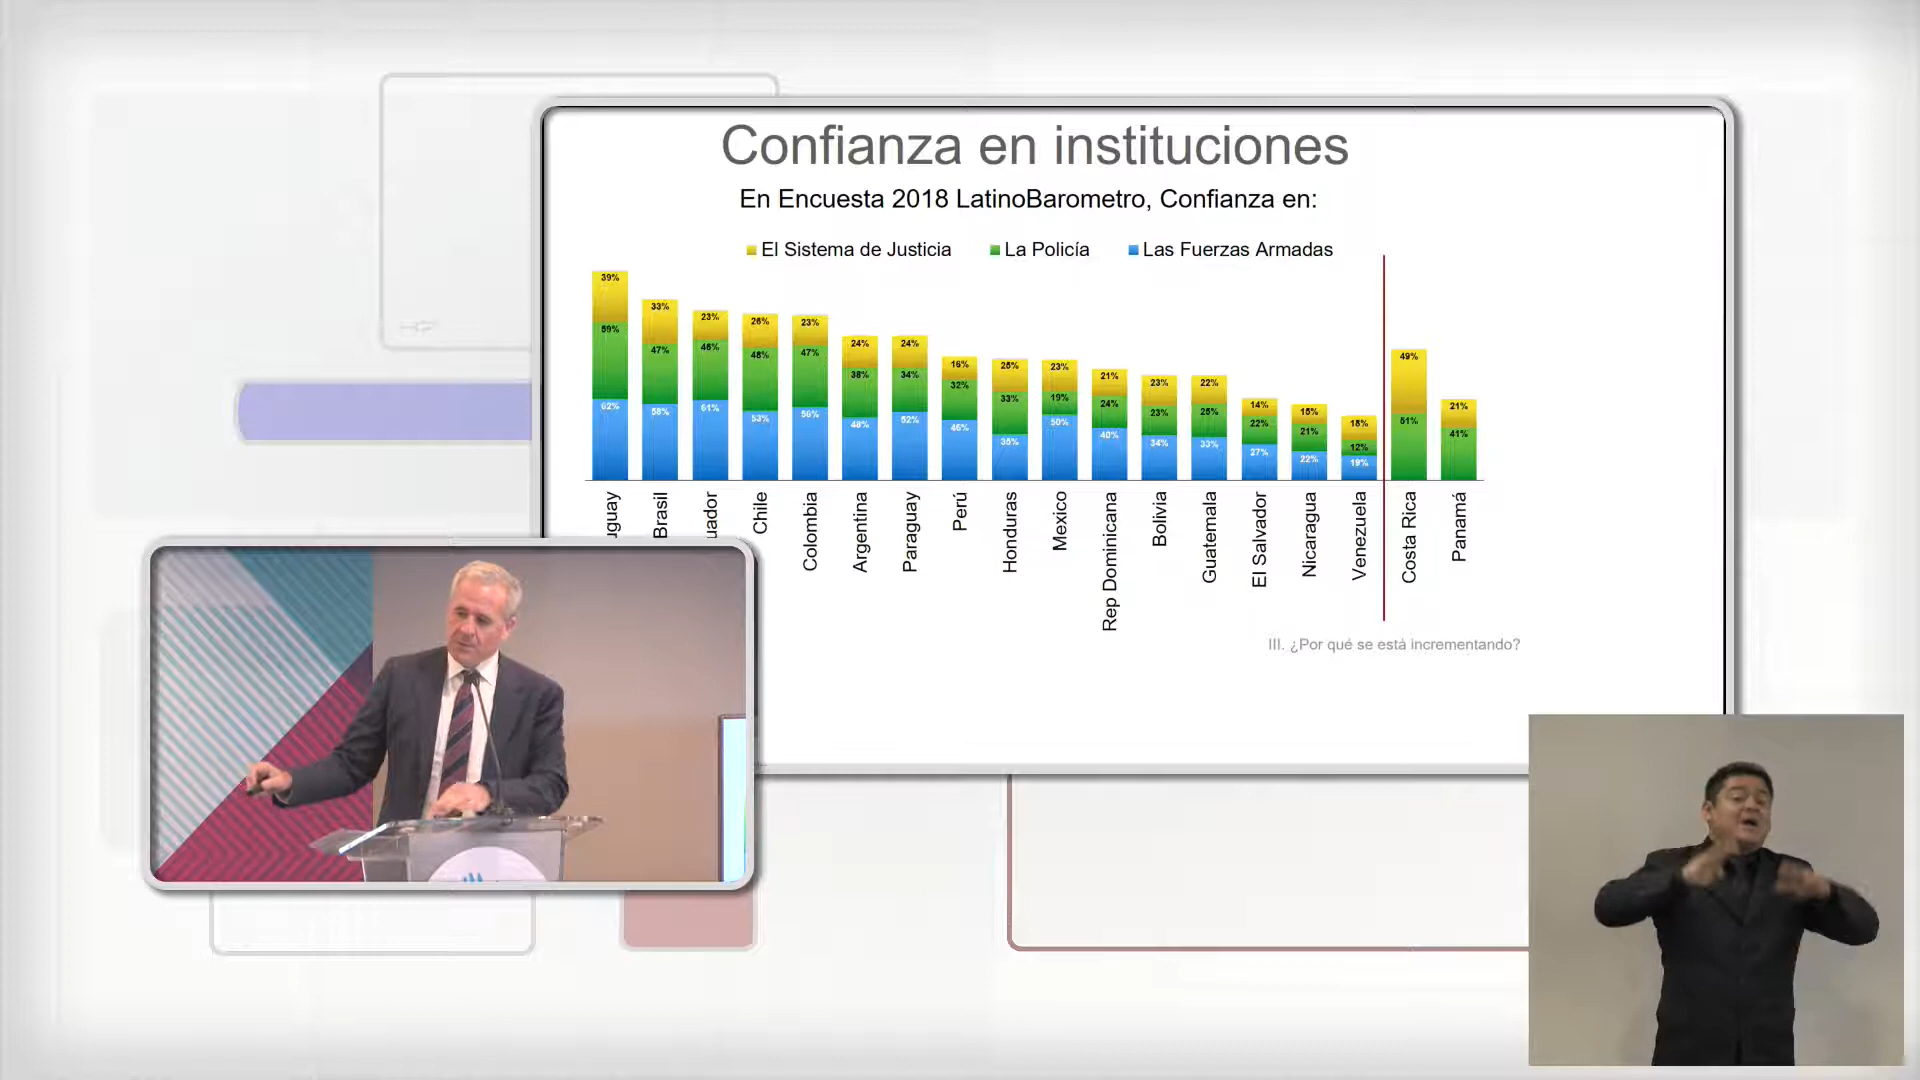 Confianza en instituciones
En Encuesta 2018 LatinoBarometro, Confianza en:
El Sistema de Justicia La Policía Las Fuerzas Armadas
39% 33% 23% 26% 23% 24% 24% 16% 25% 23% 21% 23% 22% 14% 15% 18% 49% 21%
59% 47% 46% 48% 47% 38% 34% 32% 33% 19% 24% 23% 25% 22% 21% 12% 51% 41%
62% 58% 61% 53% 56% 48% 52% 46% 35% 50% 40% 34% 33% 27% 22% 19%
uguay Brasil uador Chile Colombia Argentina Paraguay Perú Honduras Mexico Rep Dominicana Bolivia Guatemala El Salvador Nicaragua Venezuela Costa Rica Panamá
III. ¿Por qué se está incrementando?